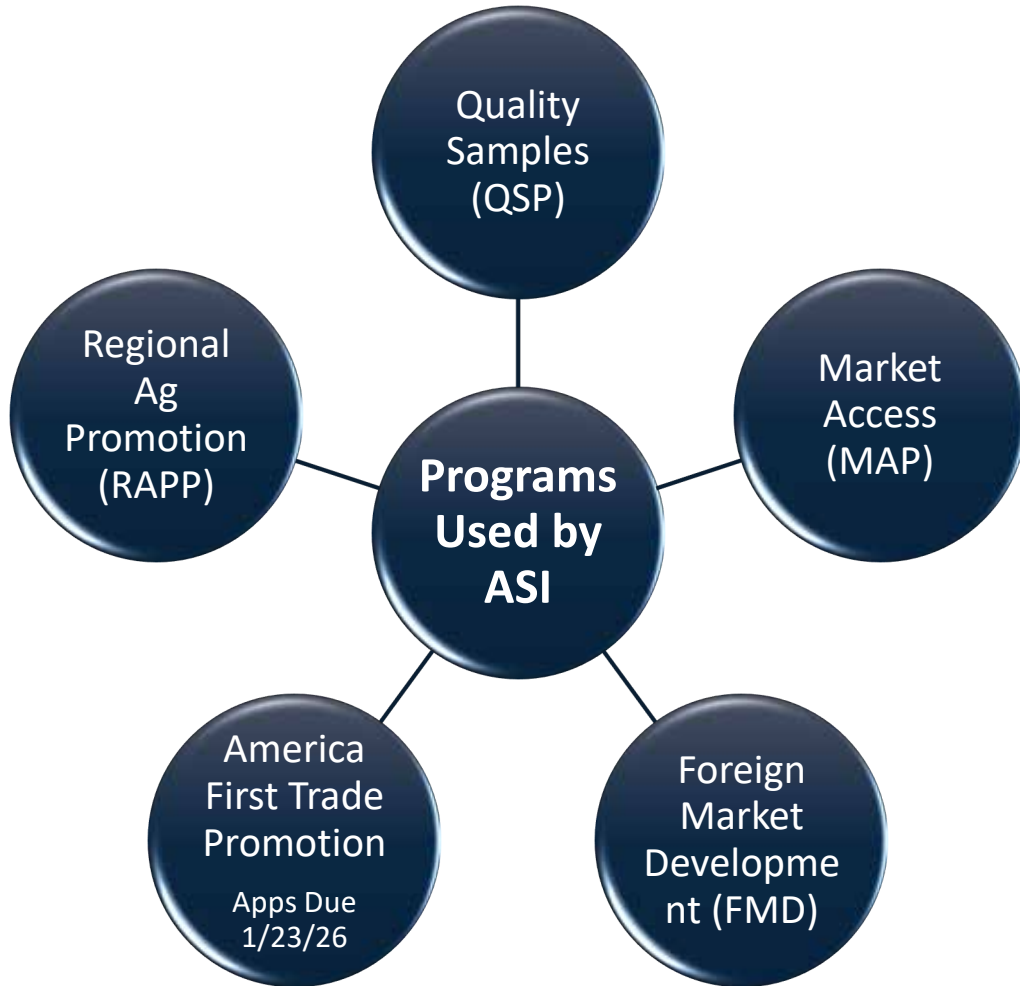 Quality
Samples
(QSP)
Regional
Ag
Promotion
(RAPP)
Market
Access
(MAP)
Programs
Used by
ASI
America
First Trade
Promotion
Apps Due
1/23/26
Foreign
Market
Developme
nt (FMD)